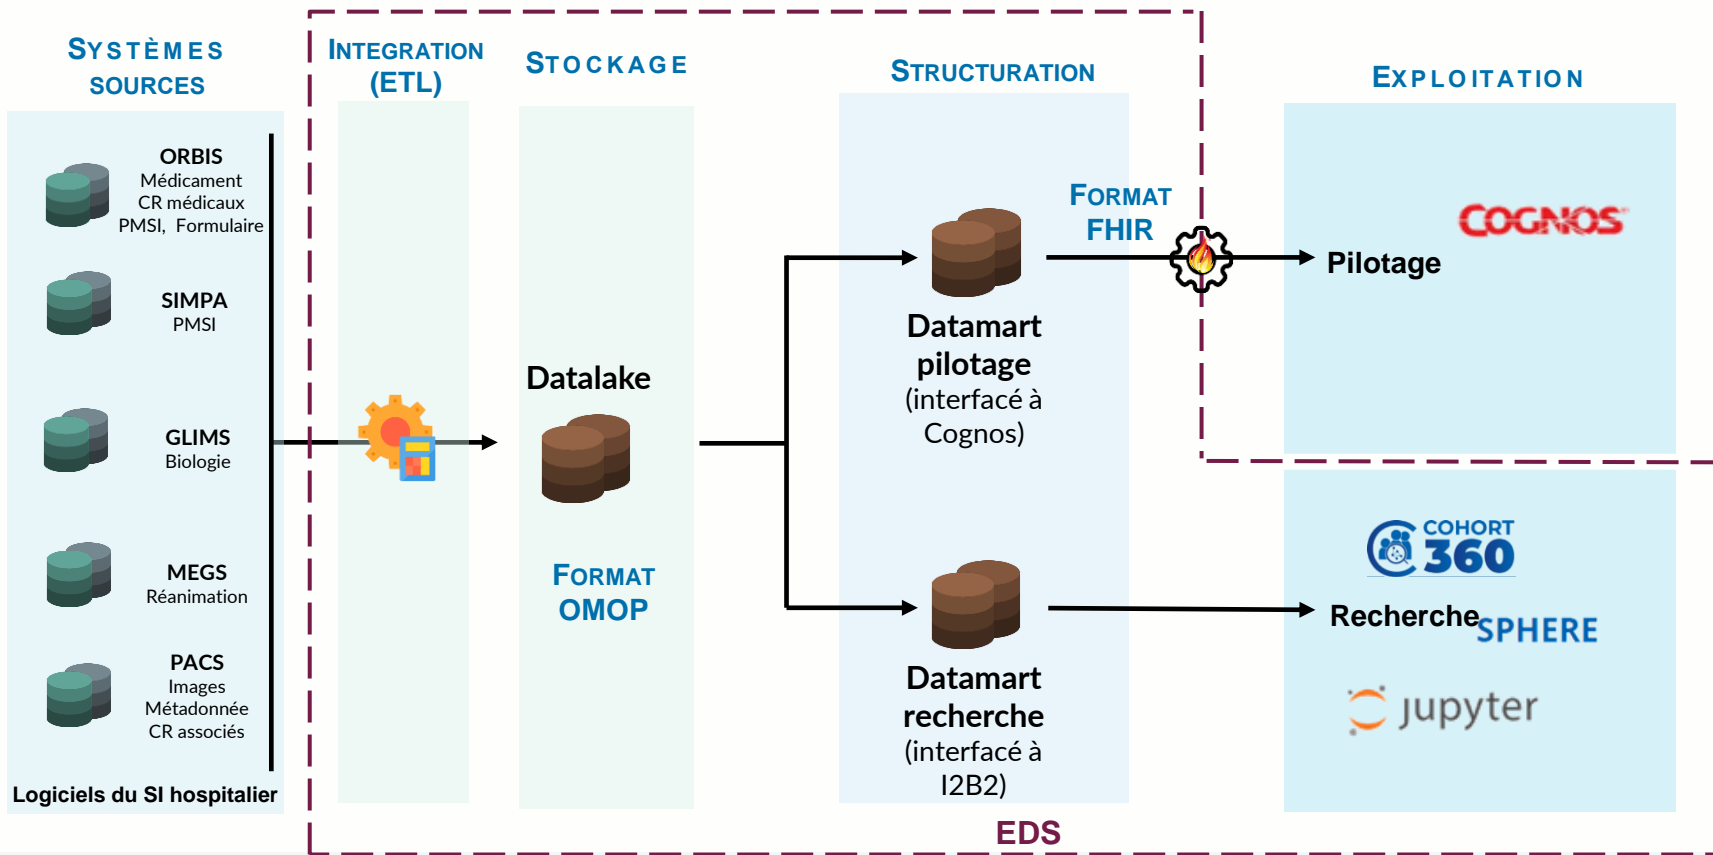 SYSTÈMES
SOURCES
ORBIS
Médicament
CR médicaux
PMSI, Formulaire
SIMPA
PMSI
GLIMS
Biologie
MEGS
Réanimation
PACS
Images
Métadonnée
CR associés
Logiciels du SI hospitalier
INTEGRATION
(ETL)
STOCKAGE
Datalake
FORMAT
OMOP
STRUCTURATION
Datamart
pilotage
(interfacé à
Cognos)
FORMAT
FHIR
Datamart
recherche
(interfacé à
I2B2)
EDS
EXPLOITATION
COGNOS
Pilotage
COHORT
360
Recherche
SPHERE
jupyter